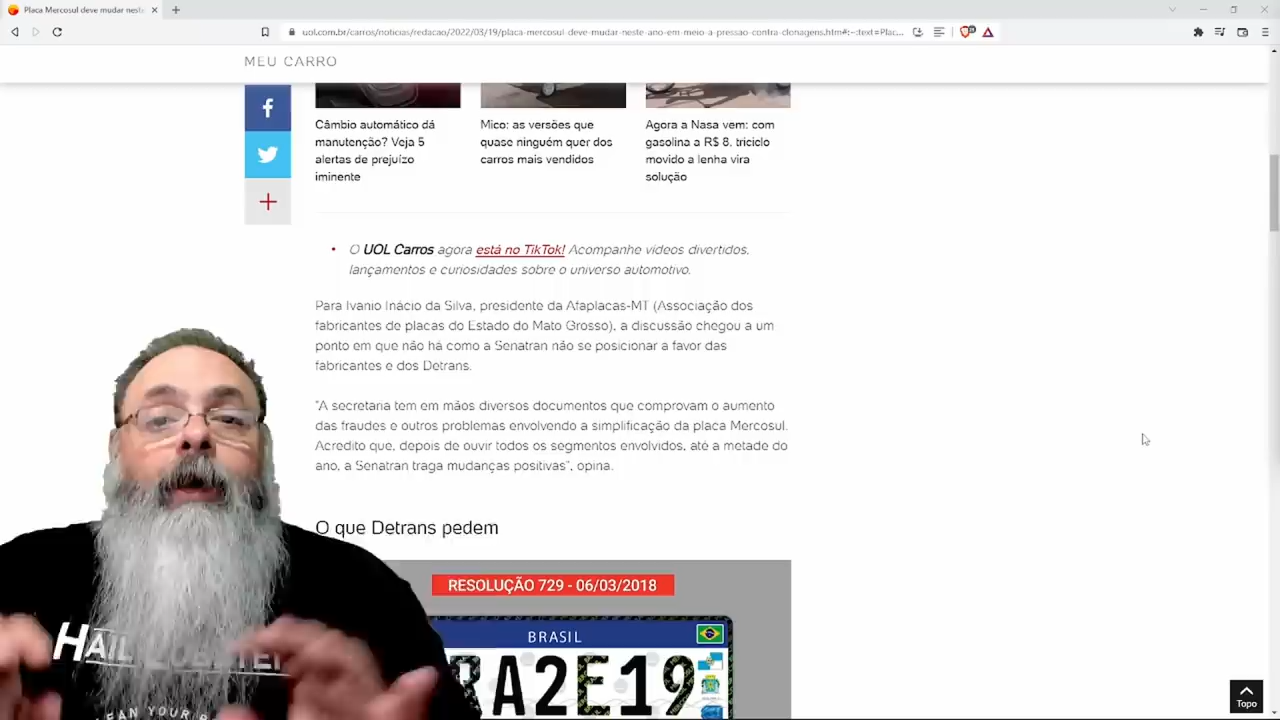 Placa Mercosul deve mudar neste
uol.com.br/carros/noticias/redacao/2022/03/19/placa-mercosul-deve-mudar-neste-ano-em-meio-a-pressao-contra-clonagens.htm#:~:text=Plac...
MEU CARRO
Câmbio automático dá
manutenção? Veja 5
alertas de prejuízo
iminente
Mico: as versões que
quase ninguém quer dos
carros mais vendidos
Agora a Nasa vem: com
gasolina a R$ 8, triciclo
movido a lenha vira
solução
O UOL Carros agora está no TikTok! Acompanhe vídeos divertidos,
lançamentos e curiosidades sobre o universo automotivo.
Para Ivanio Inácio da Silva, presidente da Afaplacas-MT (Associação dos
fabricantes de placas do Estado do Mato Grosso), a discussão chegou a um
ponto em que não há como a Senatran não se posicionar a favor das
fabricantes e dos Detrans.
"A secretaria tem em mãos diversos documentos que comprovam o aumento
das fraudes e outros problemas envolvendo a simplificação da placa Mercosul.
Acredito que, depois de ouvir todos os segmentos envolvidos, até a metade do
ano, a Senatran traga mudanças positivas", opina.
O que Detrans pedem
RESOLUÇÃO 729 - 06/03/2018
BRASIL
RA2E19
HAIL
CAN YOUR
Topo